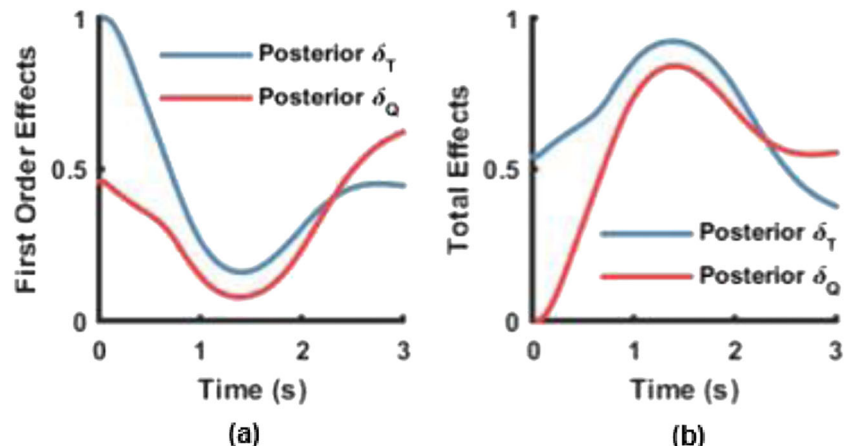 First Order Effects
1
0.5
0
Posterior δT
Posterior δQ
0 1 2 3
Time (s)
(a)
Total Effects
1
0.5
0
Posterior δT
Posterior δQ
0 1 2 3
Time (s)
(b)